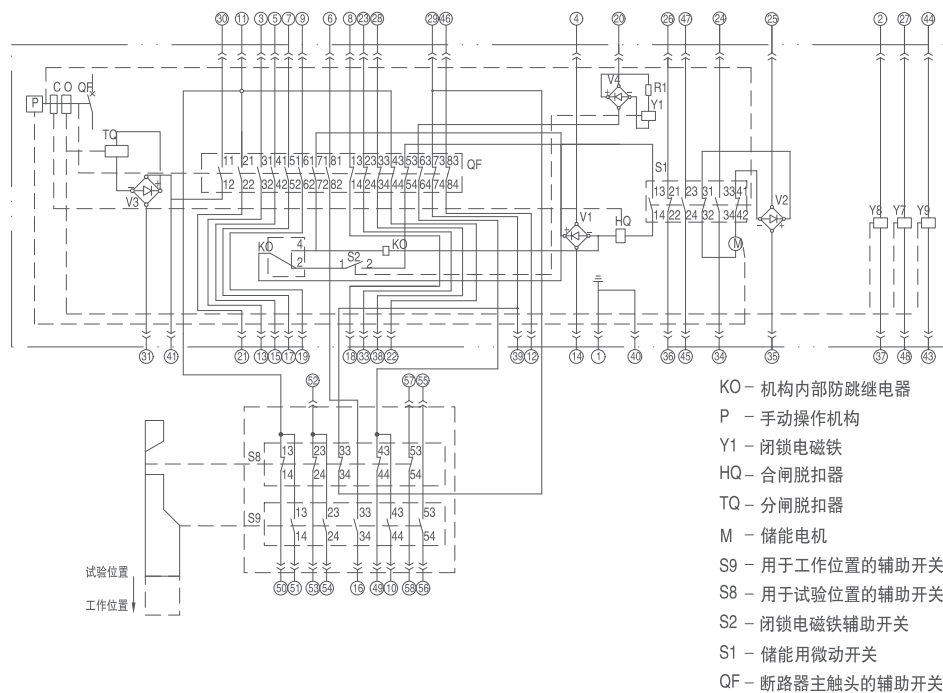 30 11 3 5 7 9 6 8 23 28 29 46 4 20 26 47 24 25 2 27 44
P C O QF
TQ
V3
V4
R1
Y1
11 21 31 41 51 61 71 81 13 23 33 43 53 63 73 83 QF
12 22 32 42 52 62 72 82 14 24 34 44 54 64 74 84
S1
13 21 23 31 33 41
14 22 24 32 34 42
V2
M
V1
HQ
KO
4
2
KO
S2
1 2
Y8 Y7 Y9
31 41 21 13 15 17 19 18 33 38 22 39 12 14 1 40 36 45 34 35 37 48 43
52 57 55
S8
13 23 33 43 53
14 24 34 44 54
S9
13 23 33 43 53
14 24 34 44 54
50 51 53 54 16 49 10 58 56
试验位置
工作位置
KO – 机构内部防跳继电器
P – 手动操作机构
Y1 – 闭锁电磁铁
HQ – 合闸脱扣器
TQ – 分闸脱扣器
M – 储能电机
S9 – 用于工作位置的辅助开关
S8 – 用于试验位置的辅助开关
S2 – 闭锁电磁铁辅助开关
S1 – 储能用微动开关
QF – 断路器主触头的辅助开关